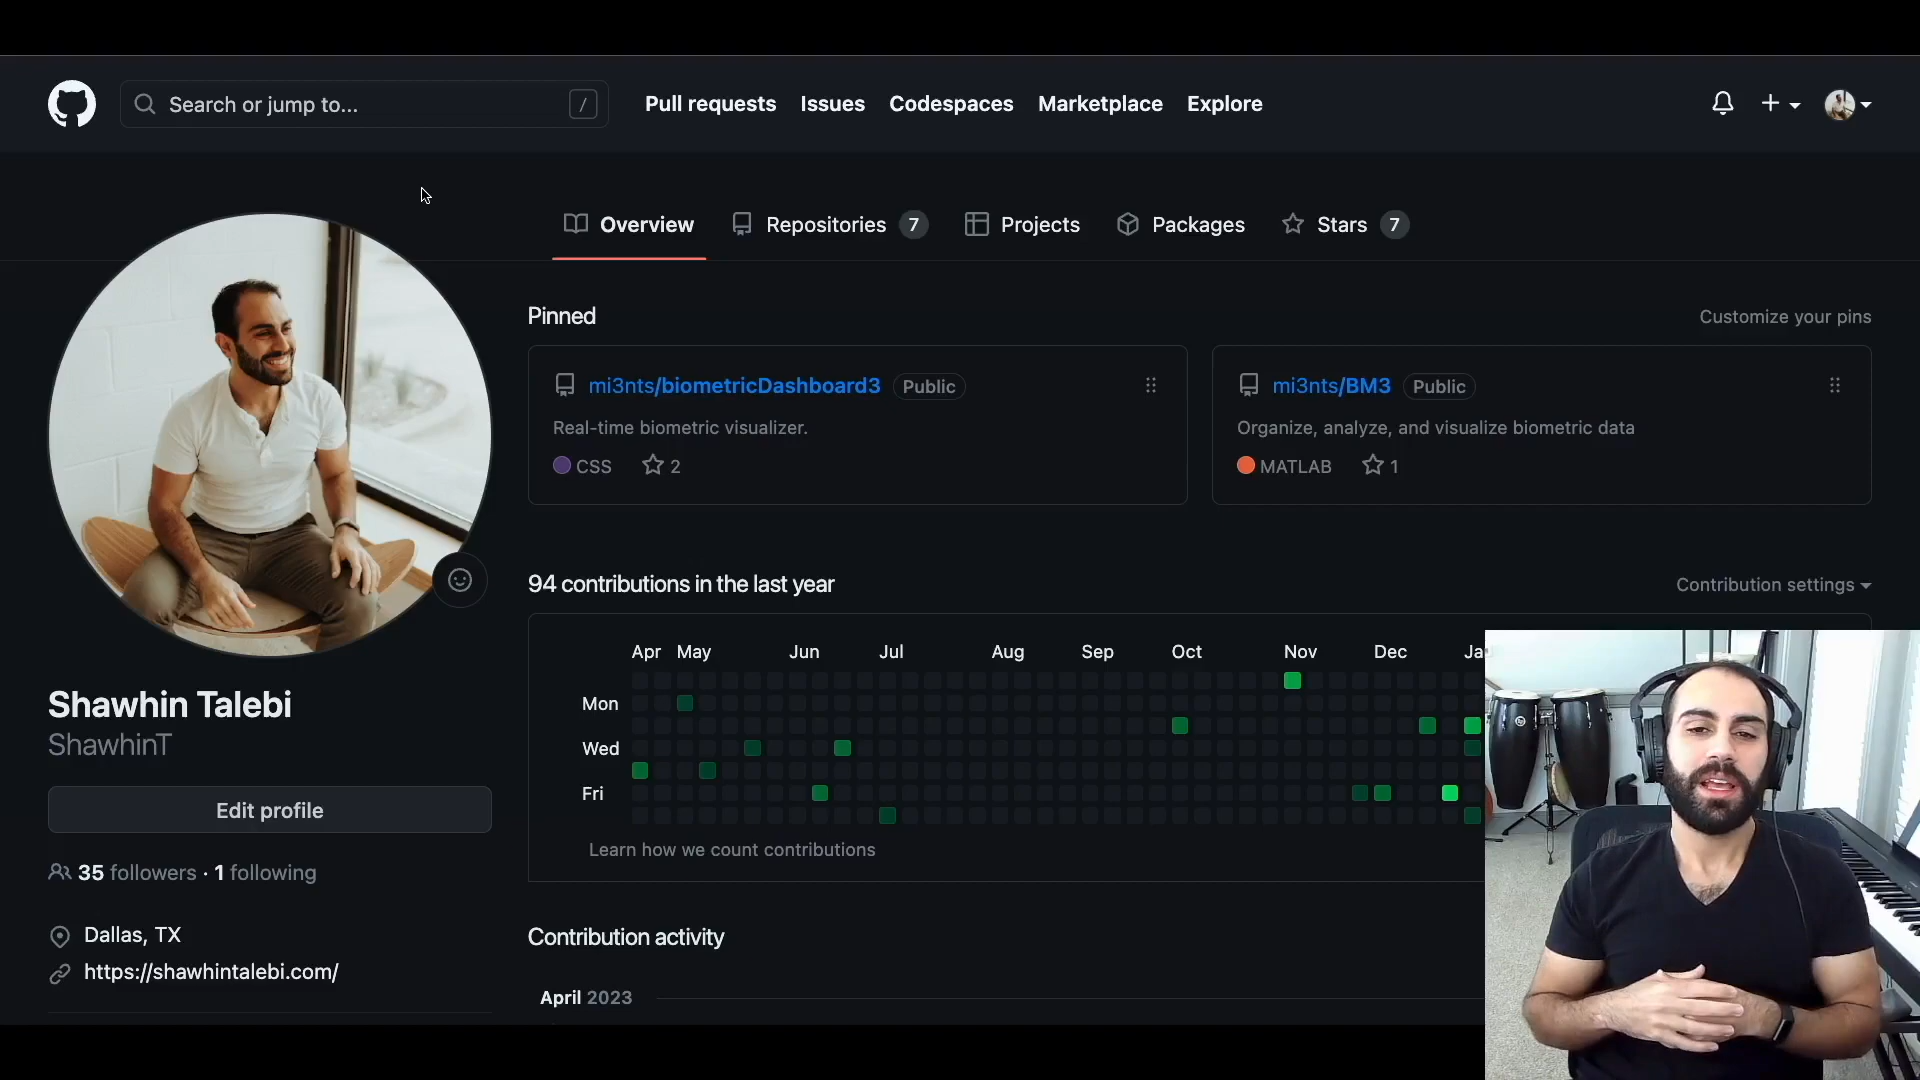 Search or jump to... /
Pull requests Issues Codespaces Marketplace Explore
Overview Repositories 7 Projects Packages Stars 7
Pinned
Customize your pins
mi3nts/biometricDashboard3 Public
Real-time biometric visualizer.
CSS 2
mi3nts/BM3 Public
Organize, analyze, and visualize biometric data
MATLAB 1
94 contributions in the last year
Contribution settings
Apr May Jun Jul Aug Sep Oct Nov Dec
Mon
Wed
Fri
Learn how we count contributions
Shawhin Talebi
ShawhinT
Edit profile
35 followers · 1 following
Dallas, TX
https://shawhintalebi.com/
Contribution activity
April 2023